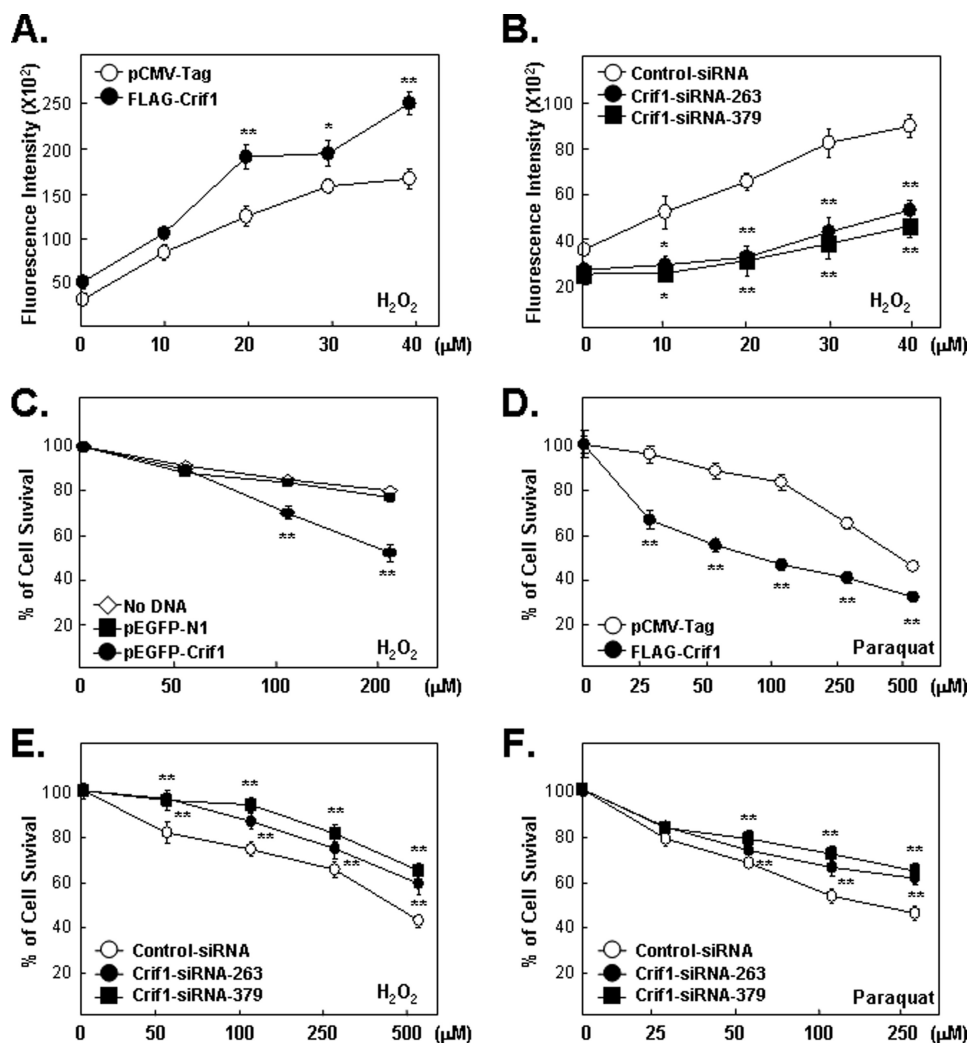 A.
pCMV-Tag
FLAG-Crif1
Fluorescence Intensity (X10²)
250
200
150
100
50
** * **
H₂O₂
0 10 20 30 40 (µM)
B.
Control-siRNA
Crif1-siRNA-263
Crif1-siRNA-379
Fluorescence Intensity (X10²)
100
80
60
40
20
* ** ** **
* ** ** **
H₂O₂
0 10 20 30 40 (µM)
C.
% of Cell Suvival
100
80
60
40
20
** **
No DNA
pEGFP-N1
pEGFP-Crif1
H₂O₂
0 50 100 200 (µM)
D.
% of Cell Suvival
100
80
60
40
20
** ** ** ** **
pCMV-Tag
FLAG-Crif1
Paraquat
0 25 50 100 250 500 (µM)
E.
% of Cell Suvival
100
80
60
40
20
** ** ** **
** ** ** **
Control-siRNA
Crif1-siRNA-263
Crif1-siRNA-379
H₂O₂
0 50 100 250 500 (µM)
F.
% of Cell Suvival
100
80
60
40
20
** ** **
** ** **
Control-siRNA
Crif1-siRNA-263
Crif1-siRNA-379
Paraquat
0 25 50 100 250 (µM)